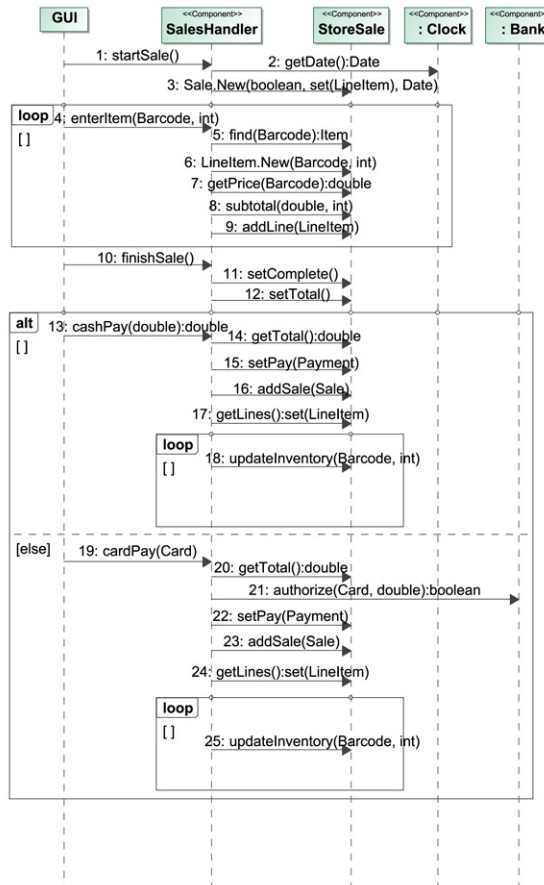 GUI
<<Component>>
SalesHandler
<<Component>>
StoreSale
<<Component>>
: Clock
<<Component>>
: Bank
1: startSale()
2: getDate():Date
3: Sale.New(boolean, set(LineItem), Date)
loop
[ ]
4: enterItem(Barcode, int)
5: find(Barcode):Item
6: LineItem.New(Barcode, int)
7: getPrice(Barcode):double
8: subtotal(double, int)
9: addLine(LineItem)
10: finishSale()
11: setComplete()
12: setTotal()
alt
[ ]
13: cashPay(double):double
14: getTotal():double
15: setPay(Payment)
16: addSale(Sale)
17: getLines():set(LineItem)
loop
[ ]
18: updateInventory(Barcode, int)
[else]
19: cardPay(Card)
20: getTotal():double
21: authorize(Card, double):boolean
22: setPay(Payment)
23: addSale(Sale)
24: getLines():set(LineItem)
loop
[ ]
25: updateInventory(Barcode, int)